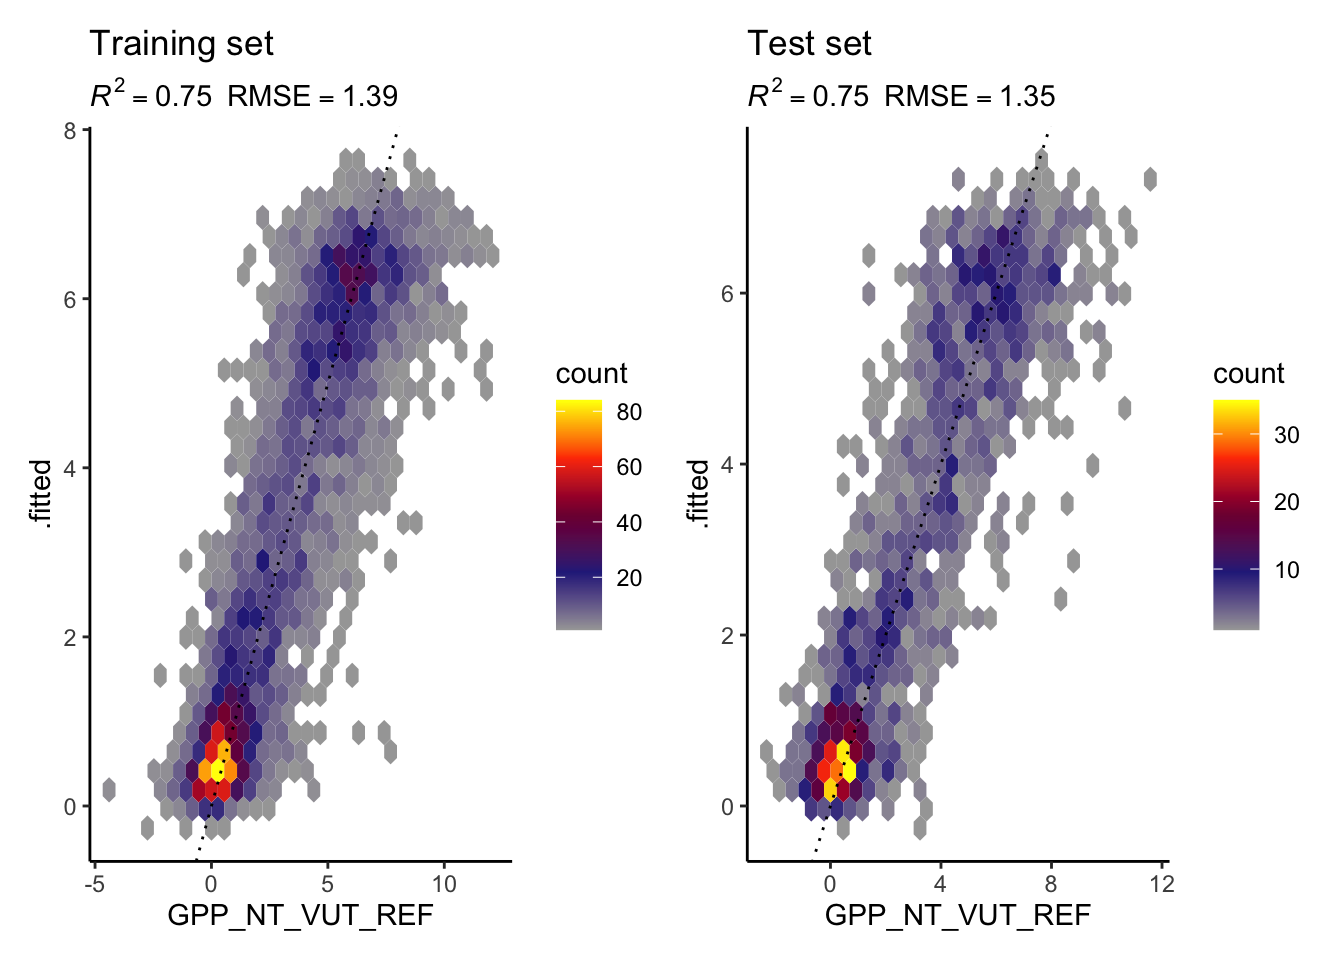 Training set
R² = 0.75 RMSE = 1.39
8
6
4
2
0
.fitted
-5 0 5 10
GPP_NT_VUT_REF
count
80
60
40
20
Test set
R² = 0.75 RMSE = 1.35
6
4
2
0
.fitted
0 4 8 12
GPP_NT_VUT_REF
count
30
20
10